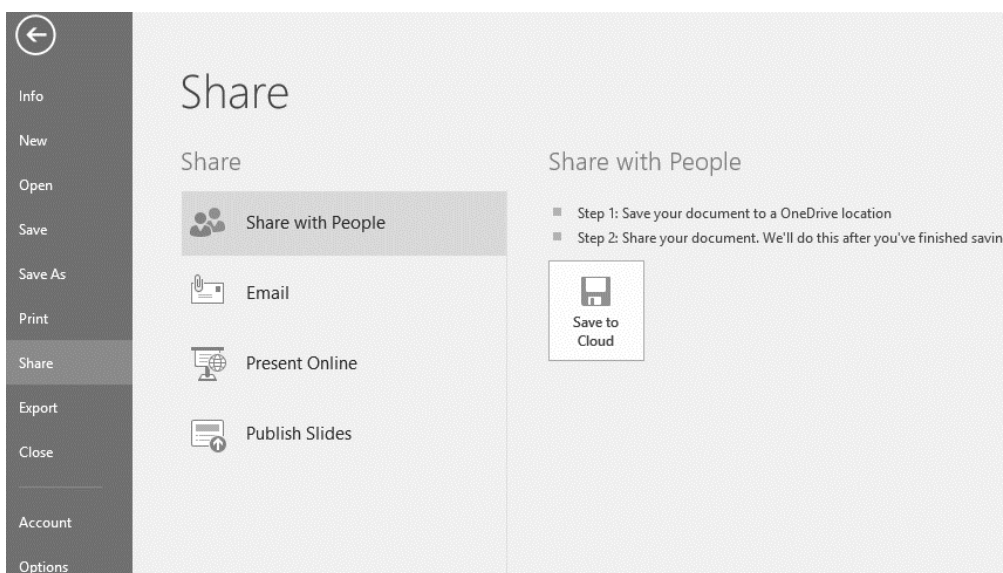 Info
New
Open
Save
Save As
Print
Share
Export
Close
Account
Options
Share
Share
Share with People
Email
Present Online
Publish Slides
Share with People
Step 1: Save your document to a OneDrive location
Step 2: Share your document. We'll do this after you've finished savin
Save to
Cloud